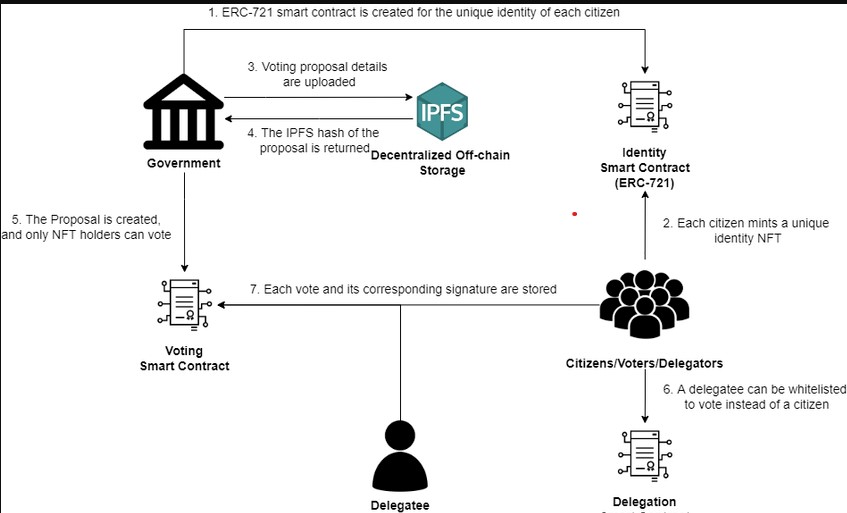 1. ERC-721 smart contract is created for the unique identity of each citizen
3. Voting proposal details
are uploaded
IPFS
4. The IPFS hash of the
proposal is returned
Government
Decentralized Off-chain
Storage
Identity
Smart Contract
(ERC-721)
5. The Proposal is created,
and only NFT holders can vote
2. Each citizen mints a unique
identity NFT
7. Each vote and its corresponding signature are stored
Voting
Smart Contract
Citizens/Voters/Delegators
6. A delegatee can be whitelisted
to vote instead of a citizen
Delegatee
Delegation